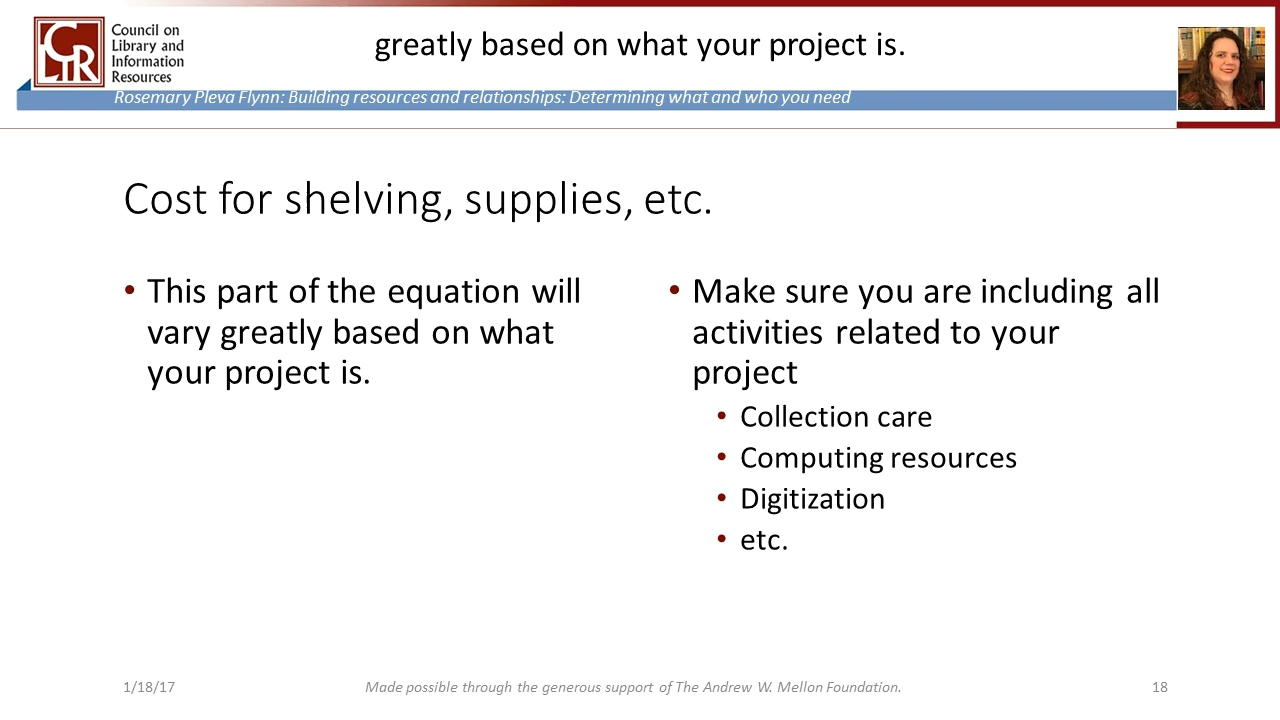 CLIR
Council on
Library and
Information
Resources
greatly based on what your project is.
Rosemary Pleva Flynn: Building resources and relationships: Determining what and who you need
Cost for shelving, supplies, etc.
• This part of the equation will
vary greatly based on what
your project is.
• Make sure you are including all
activities related to your
project
• Collection care
• Computing resources
• Digitization
• etc.
1/18/17
Made possible through the generous support of The Andrew W. Mellon Foundation.
18